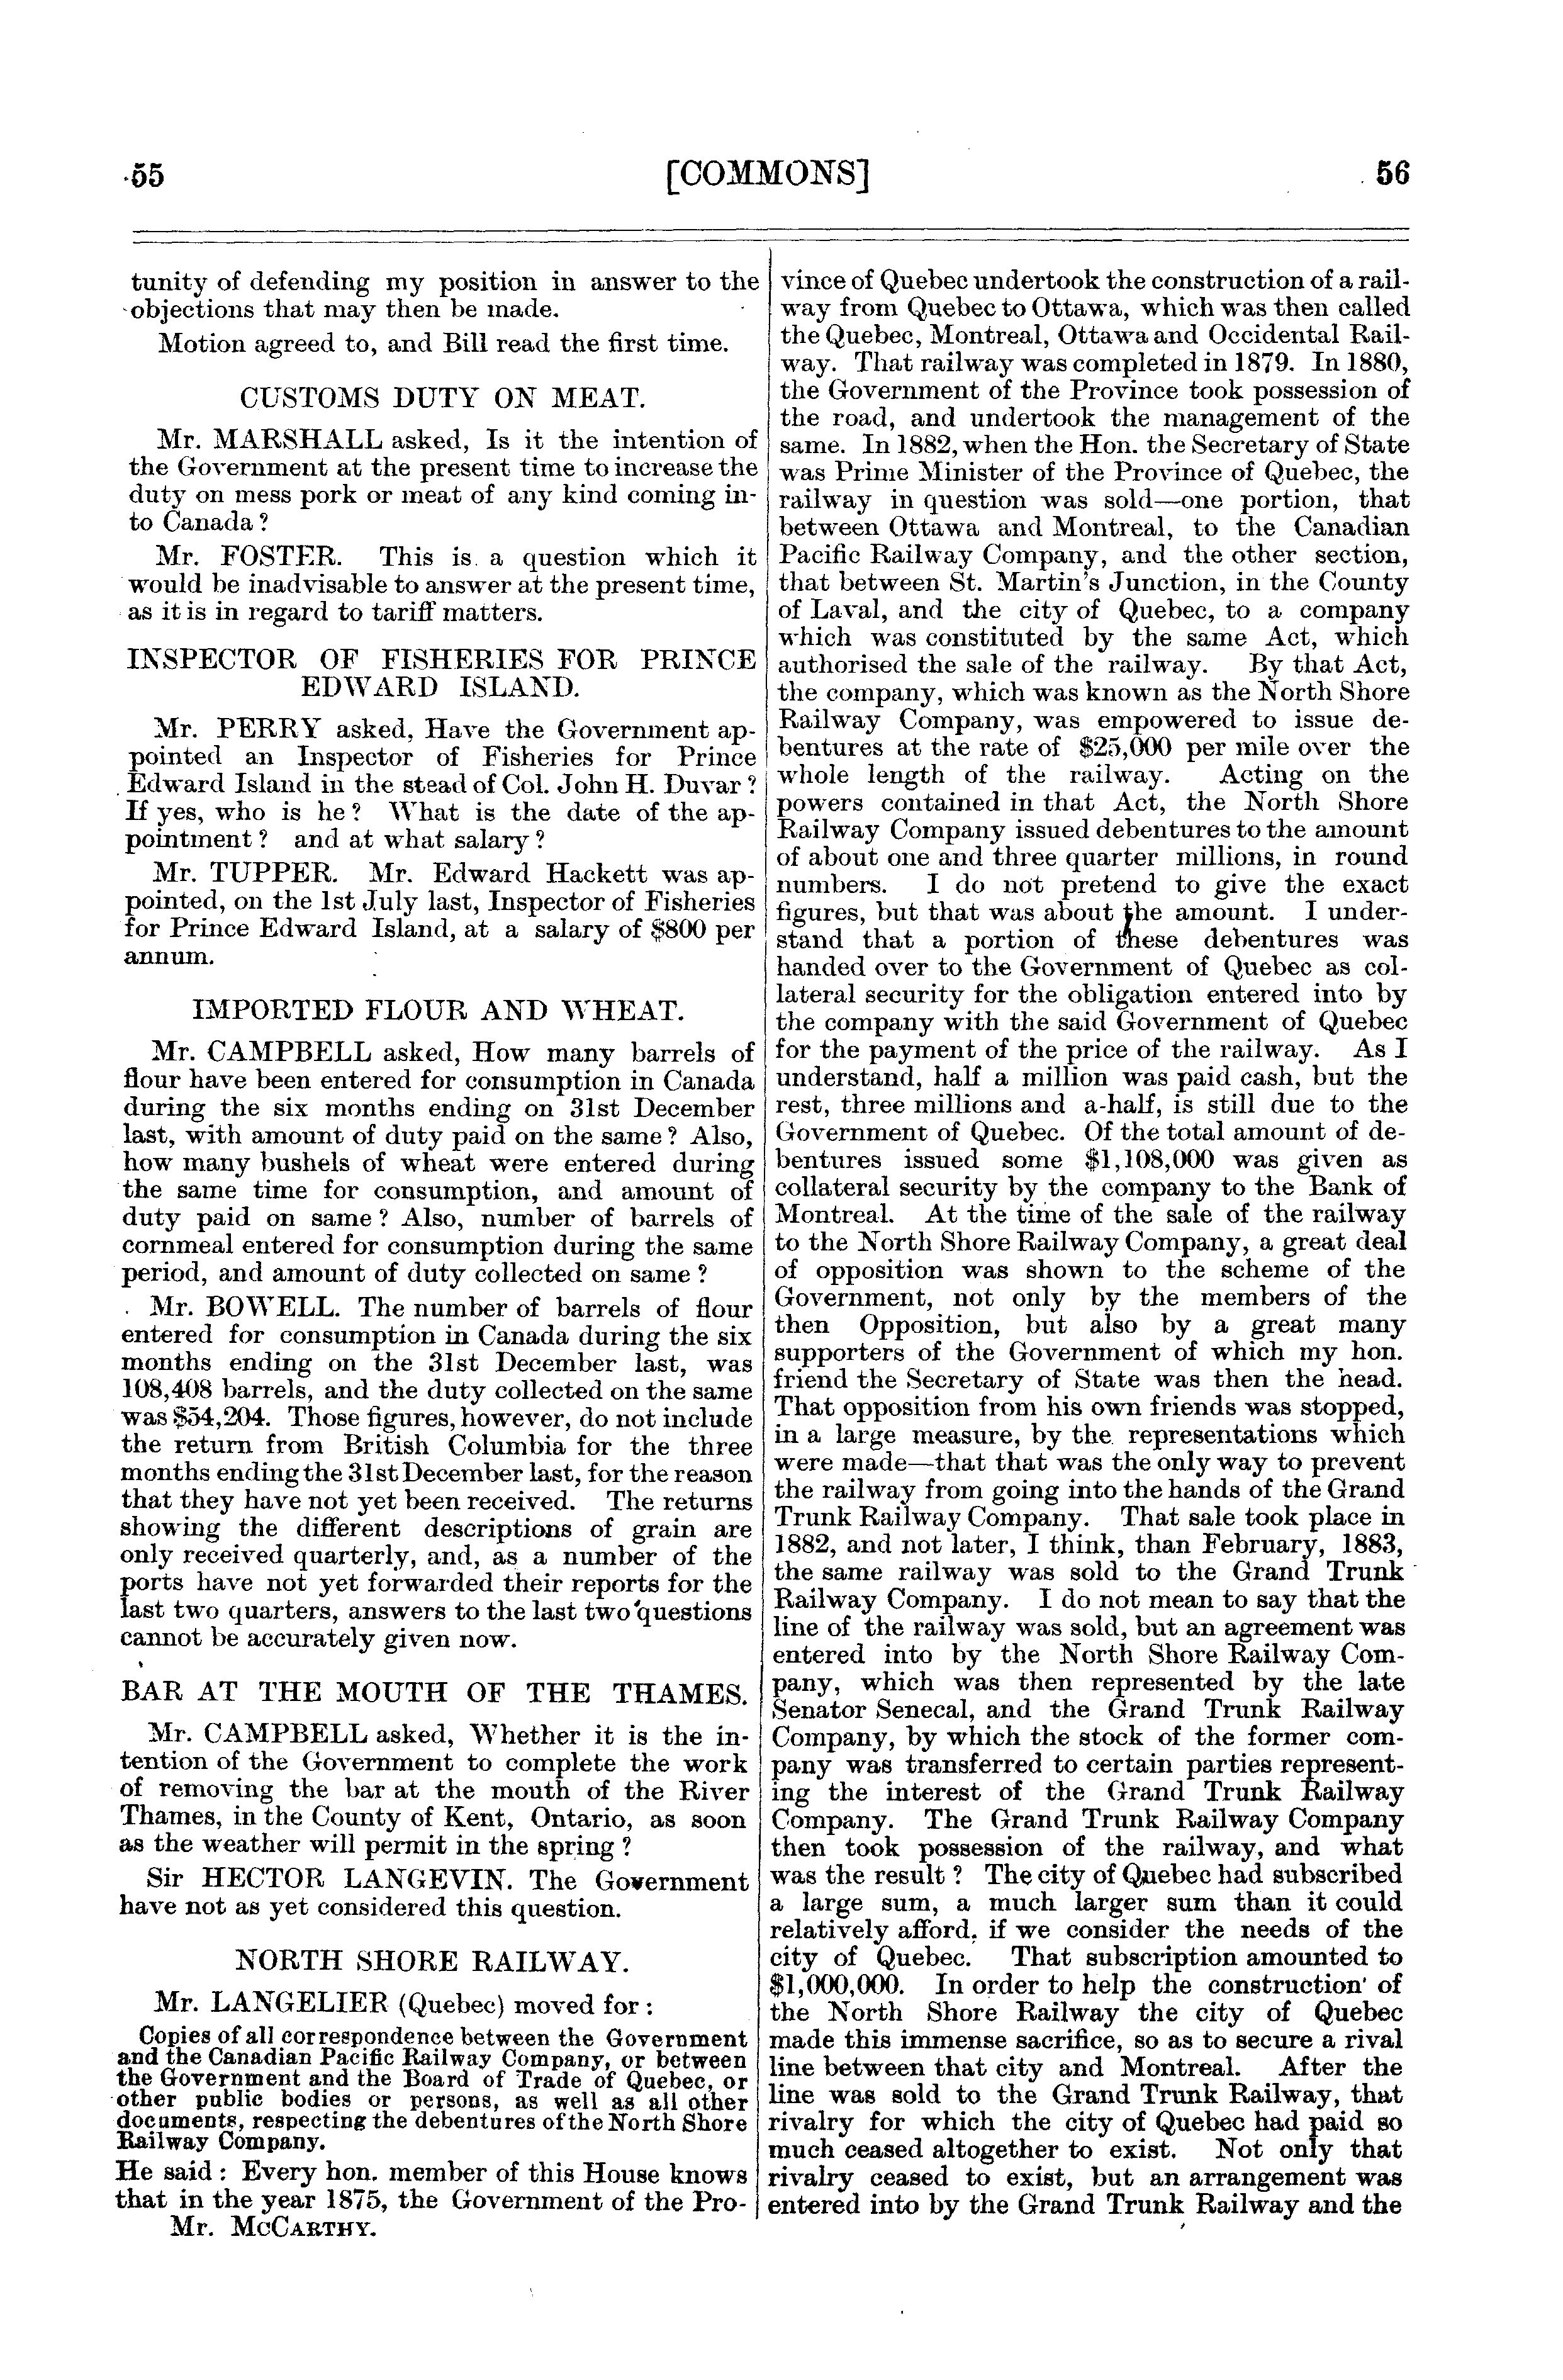 55
[COMMONS]
56
tunity of defending my position in answer to the
objections that may then be made.
Motion agreed to, and Bill read the first time.
CUSTOMS DUTY ON MEAT.
Mr. MARSHALL asked, Is it the intention of
the Government at the present time to increase the
duty on mess pork or meat of any kind coming in-
to Canada?
Mr. FOSTER. This is a question which it
would be inadvisable to answer at the present time,
as it is in regard to tariff matters.
INSPECTOR OF FISHERIES FOR PRINCE
EDWARD ISLAND.
Mr. PERRY asked, Have the Government ap-
pointed an Inspector of Fisheries for Prince
Edward Island in the stead of Col. John H. Duvar?
If yes, who is he? What is the date of the ap-
pointment? and at what salary?
Mr. TUPPER. Mr. Edward Hackett was ap-
pointed, on the 1st July last, Inspector of Fisheries
for Prince Edward Island, at a salary of $800 per
annum.
IMPORTED FLOUR AND WHEAT.
Mr. CAMPBELL asked, How many barrels of
flour have been entered for consumption in Canada
during the six months ending on 31st December
last, with amount of duty paid on the same? Also,
how many bushels of wheat were entered during
the same time for consumption, and amount of
duty paid on same? Also, number of barrels of
cornmeal entered for consumption during the same
period, and amount of duty collected on same?
Mr. BOWELL. The number of barrels of flour
entered for consumption in Canada during the six
months ending on the 31st December last, was
108,408 barrels, and the duty collected on the same
was $54,204. Those figures, however, do not include
the return from British Columbia for the three
months ending the 31st December last, for the reason
that they have not yet been received. The returns
showing the different descriptions of grain are
only received quarterly, and, as a number of the
ports have not yet forwarded their reports for the
last two quarters, answers to the last two questions
cannot be accurately given now.
BAR AT THE MOUTH OF THE THAMES.
Mr. CAMPBELL asked, Whether it is the in-
tention of the Government to complete the work
of removing the bar at the mouth of the River
Thames, in the County of Kent, Ontario, as soon
as the weather will permit in the spring?
Sir HECTOR LANGEVIN. The Government
have not as yet considered this question.
NORTH SHORE RAILWAY.
Mr. LANGELIER (Quebec) moved for:
Copies of all correspondence between the Government
and the Canadian Pacific Railway Company, or between
the Government and the Board of Trade of Quebec, or
other public bodies or persons, as well as all other
documents, respecting the debentures of the North Shore
Railway Company.
He said: Every hon. member of this House knows
that in the year 1875, the Government of the Pro-
Mr. McCARTHY.
vince of Quebec undertook the construction of a rail-
way from Quebec to Ottawa, which was then called
the Quebec, Montreal, Ottawa and Occidental Rail-
way. That railway was completed in 1879. In 1880,
the Government of the Province took possession of
the road, and undertook the management of the
same. In 1882, when the Hon. the Secretary of State
was Prime Minister of the Province of Quebec, the
railway in question was sold—one portion, that
between Ottawa and Montreal, to the Canadian
Pacific Railway Company, and the other section,
that between St. Martin's Junction, in the County
of Laval, and the city of Quebec, to a company
which was constituted by the same Act, which
authorised the sale of the railway. By that Act,
the company, which was known as the North Shore
Railway Company, was empowered to issue de-
bentures at the rate of $25,000 per mile over the
whole length of the railway. Acting on the
powers contained in that Act, the North Shore
Railway Company issued debentures to the amount
of about one and three quarter millions, in round
numbers. I do not pretend to give the exact
figures, but that was about the amount. I under-
stand that a portion of these debentures was
handed over to the Government of Quebec as col-
lateral security for the obligation entered into by
the company with the said Government of Quebec
for the payment of the price of the railway. As I
understand, half a million was paid cash, but the
rest, three millions and a-half, is still due to the
Government of Quebec. Of the total amount of de-
bentures issued some $1,108,000 was given as
collateral security by the company to the Bank of
Montreal. At the time of the sale of the railway
to the North Shore Railway Company, a great deal
of opposition was shown to the scheme of the
Government, not only by the members of the
then Opposition, but also by a great many
supporters of the Government of which my hon.
friend the Secretary of State was then the head.
That opposition from his own friends was stopped,
in a large measure, by the representations which
were made—that that was the only way to prevent
the railway from going into the hands of the Grand
Trunk Railway Company. That sale took place in
1882, and not later, I think, than February, 1883,
the same railway was sold to the Grand Trunk
Railway Company. I do not mean to say that the
line of the railway was sold, but an agreement was
entered into by the North Shore Railway Com-
pany, which was then represented by the late
Senator Senecal, and the Grand Trunk Railway
Company, by which the stock of the former com-
pany was transferred to certain parties represent-
ing the interest of the Grand Trunk Railway
Company. The Grand Trunk Railway Company
then took possession of the railway, and what
was the result? The city of Quebec had subscribed
a large sum, a much larger sum than it could
relatively afford, if we consider the needs of the
city of Quebec. That subscription amounted to
$1,000,000. In order to help the construction of
the North Shore Railway the city of Quebec
made this immense sacrifice, so as to secure a rival
line between that city and Montreal. After the
line was sold to the Grand Trunk Railway, that
rivalry for which the city of Quebec had paid so
much ceased altogether to exist. Not only that
rivalry ceased to exist, but an arrangement was
entered into by the Grand Trunk Railway and the